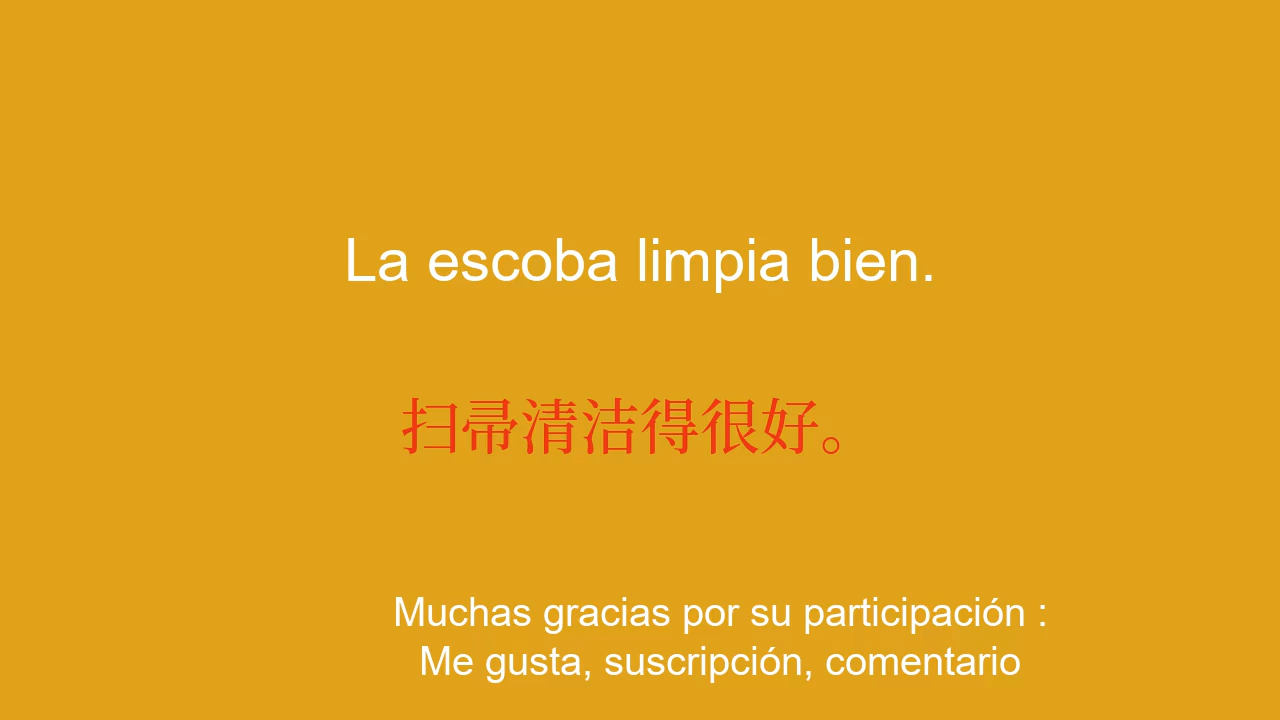 La escoba limpia bien.
扫帚清洁得很好。
Muchas gracias por su participación :
Me gusta, suscripción, comentario